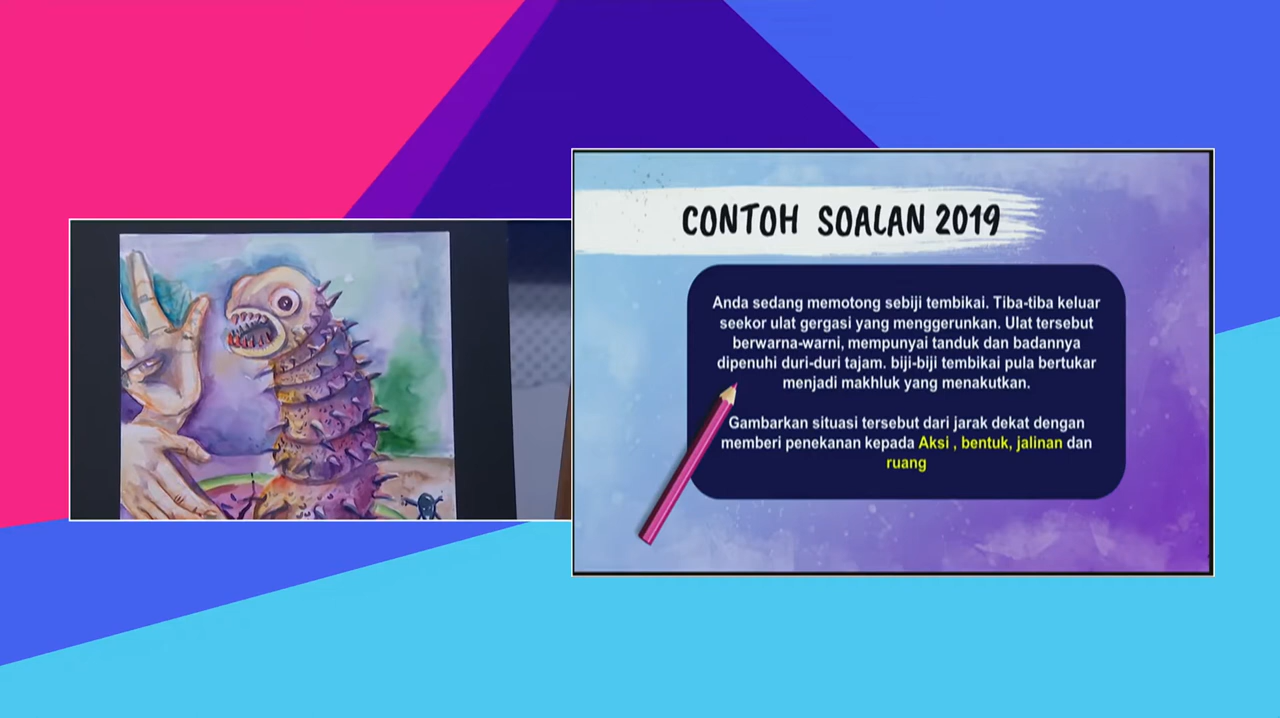 CONTOH SOALAN 2019
Anda sedang memotong sebiji tembikai. Tiba-tiba keluar
seekor ulat gergasi yang menggerunkan. Ulat tersebut
berwarna-warni, mempunyai tanduk dan badannya
dipenuhi duri-duri tajam. biji-biji tembikai pula bertukar
menjadi makhluk yang menakutkan.
Gambarkan situasi tersebut dari jarak dekat dengan
memberi penekanan kepada Aksi , bentuk, jalinan dan
ruang